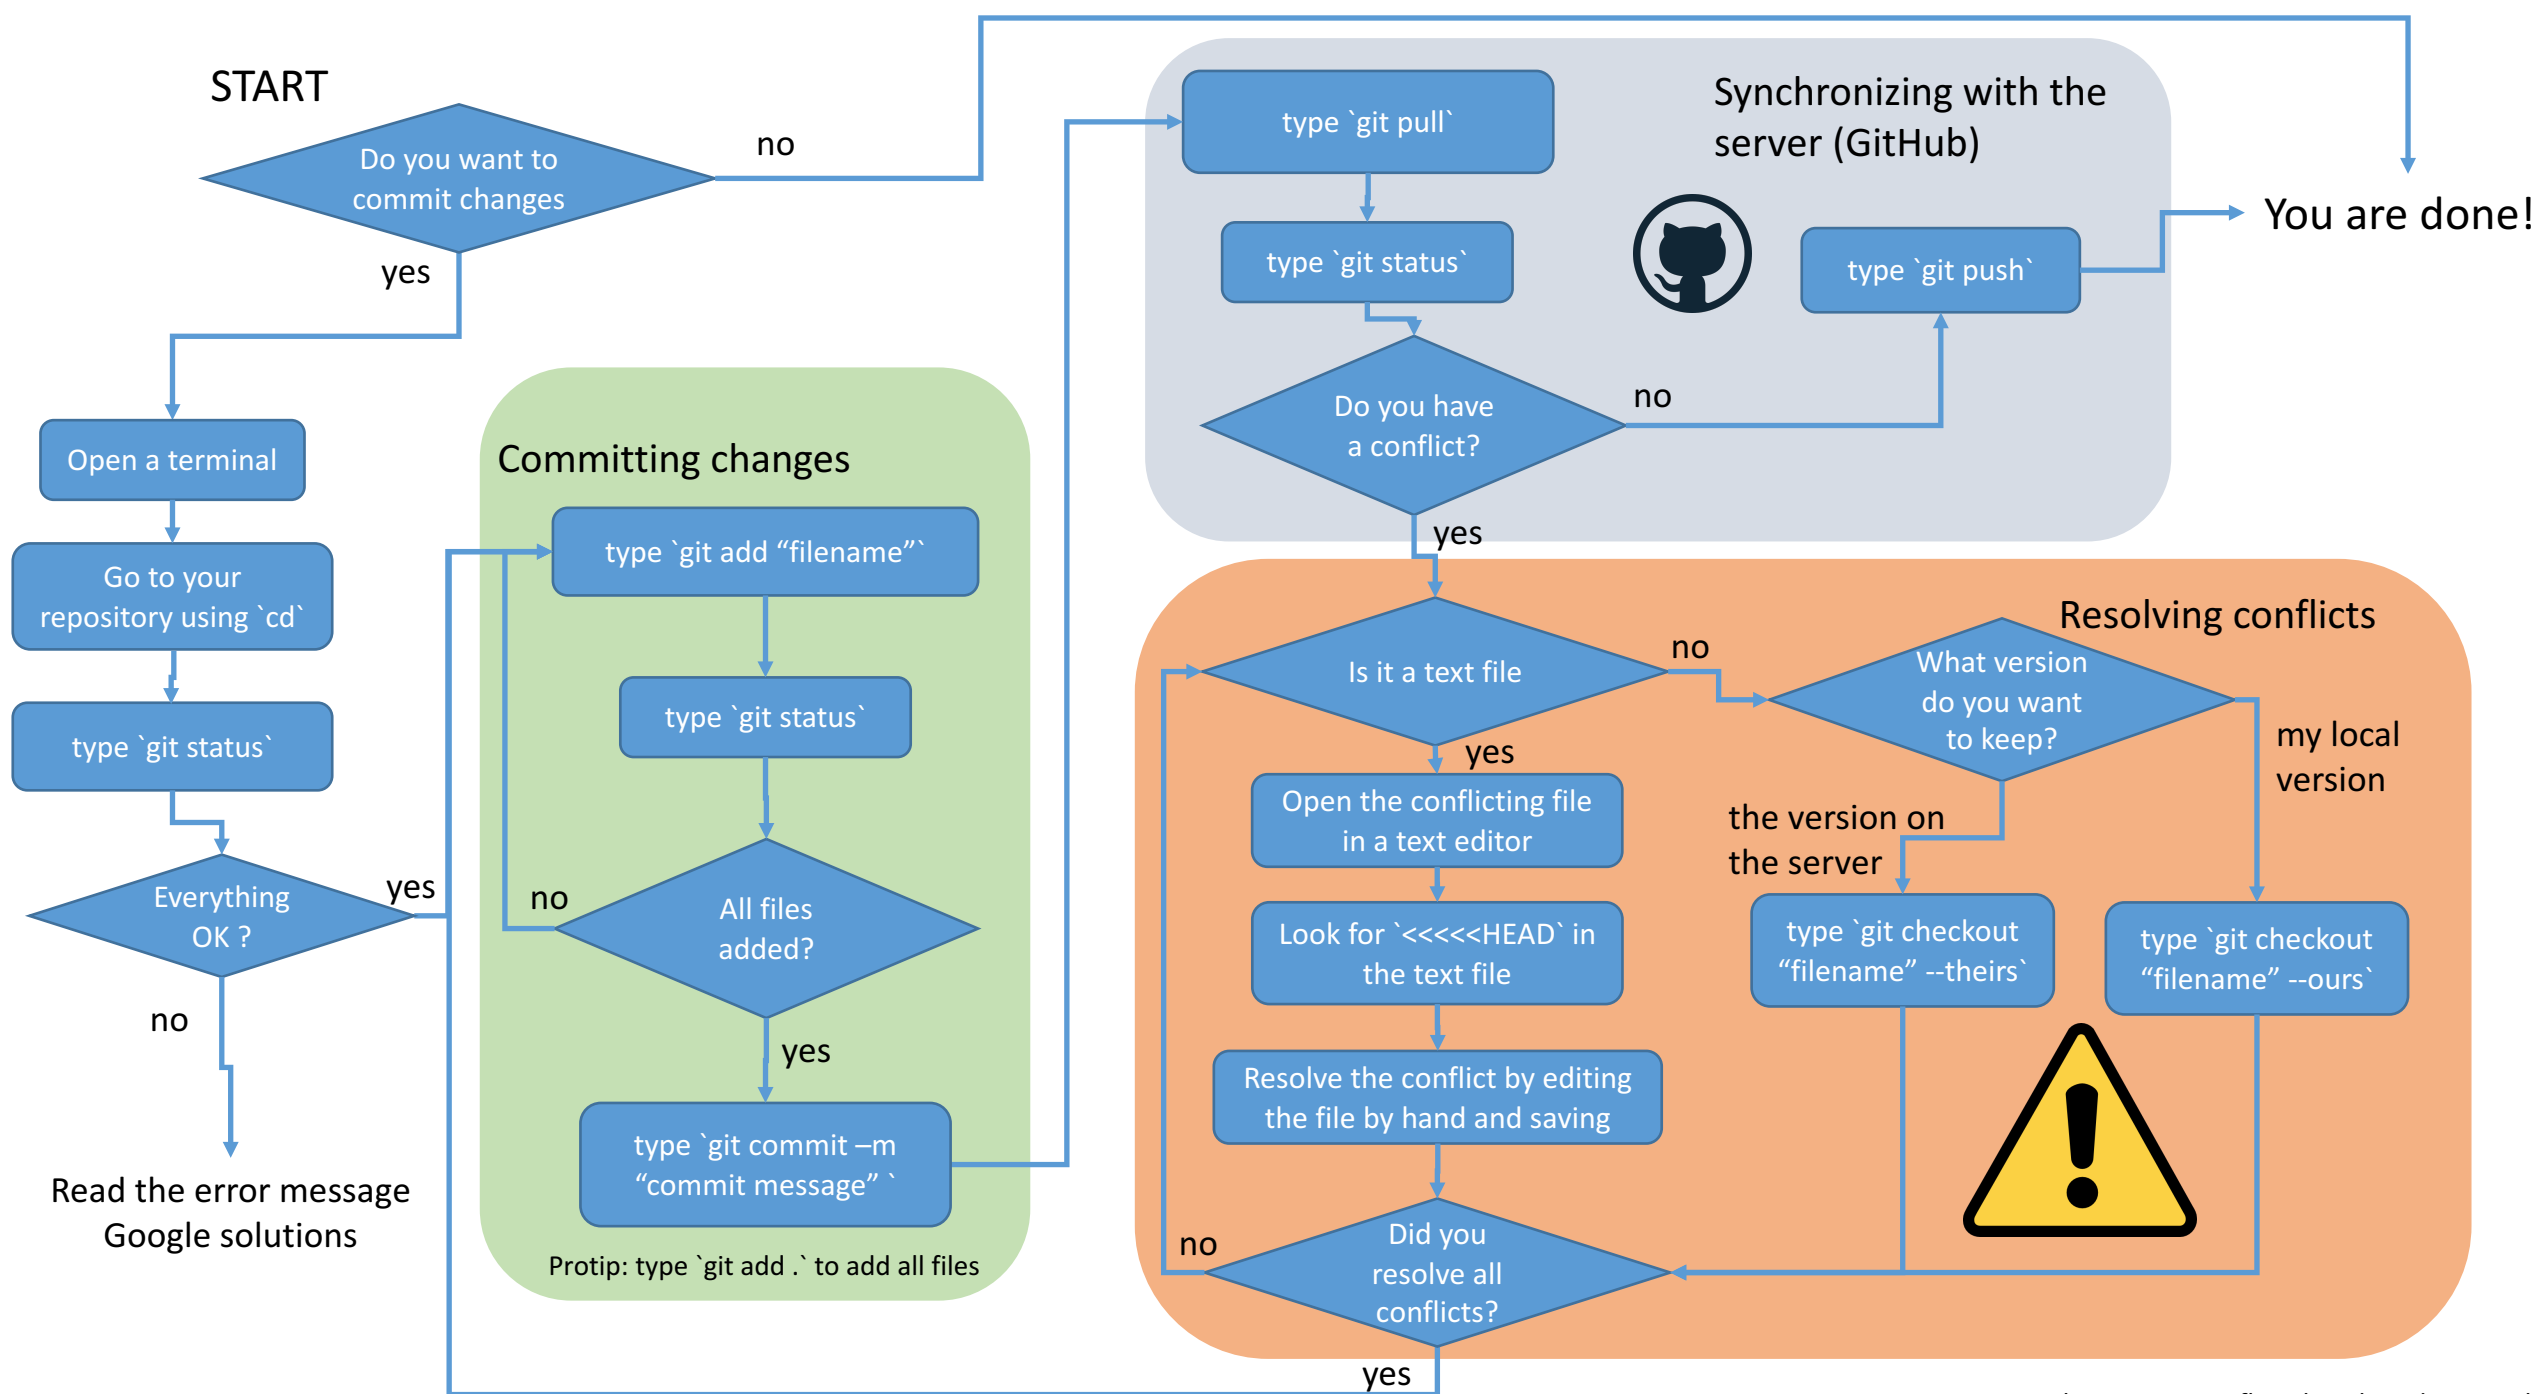 START
Do you want to
commit changes
no
yes
Open a terminal
Go to your
repository using `cd`
type `git status`
Everything
OK ?
yes
no
Read the error message
Google solutions
Committing changes
type `git add “filename”`
type `git status`
All files
added?
no
yes
type `git commit –m
“commit message” `
Protip: type `git add .` to add all files
Synchronizing with the
server (GitHub)
type `git pull`
type `git status`
Do you have
a conflict?
no
yes
type `git push`
You are done!
Resolving conflicts
Is it a text file
no
yes
Open the conflicting file
in a text editor
Look for `<<<<<HEAD` in
the text file
Resolve the conflict by editing
the file by hand and saving
Did you
resolve all
conflicts?
no
yes
What version
do you want
to keep?
the version on
the server
my local
version
type `git checkout
“filename” --theirs`
type `git checkout
“filename” --ours`